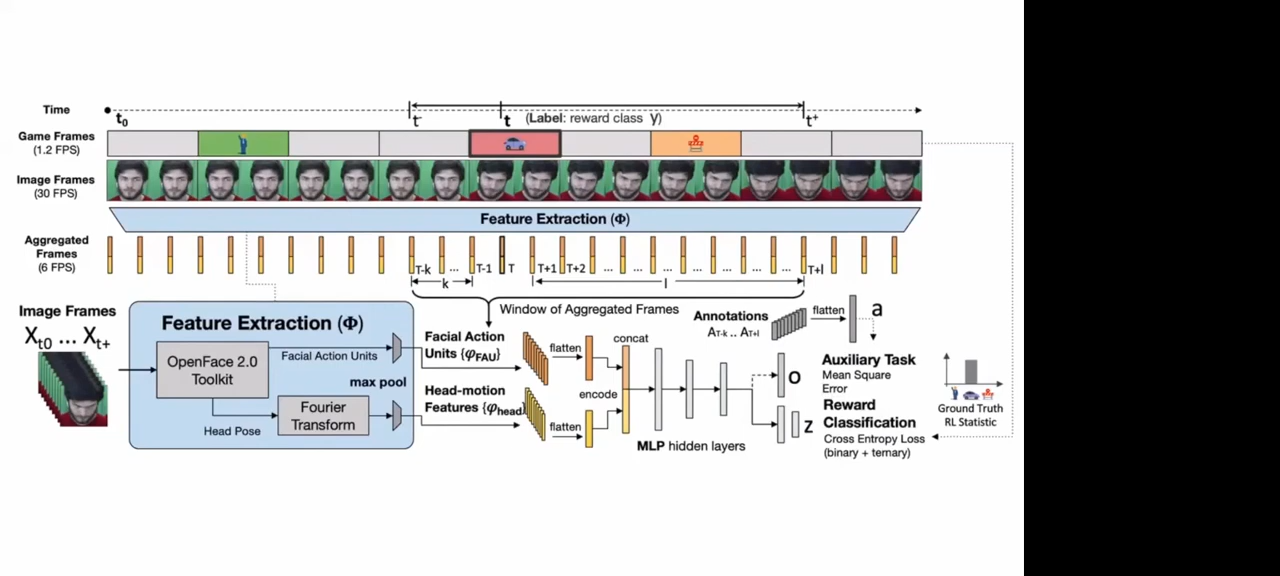 Time
t₀
t⁻
t
(Label: reward class y)
t⁺
Game Frames
(1.2 FPS)
Image Frames
(30 FPS)
Feature Extraction (Φ)
Aggregated
Frames
(6 FPS)
T-k
...
T-1
T
T+1
T+2
...
...
...
...
...
...
T+l
k
l
Window of Aggregated Frames
Image Frames
Xt0 ... Xt+
Feature Extraction (Φ)
OpenFace 2.0
Toolkit
Facial Action Units
max pool
Fourier
Transform
Head Pose
Facial Action
Units {φFAU}
Head-motion
Features {φhead}
flatten
flatten
concat
encode
MLP hidden layers
Annotations
AT-k .. AT+l
flatten
a
o
z
Auxiliary Task
Mean Square
Error
Reward
Classification
Cross Entropy Loss
(binary + ternary)
Ground Truth
RL Statistic